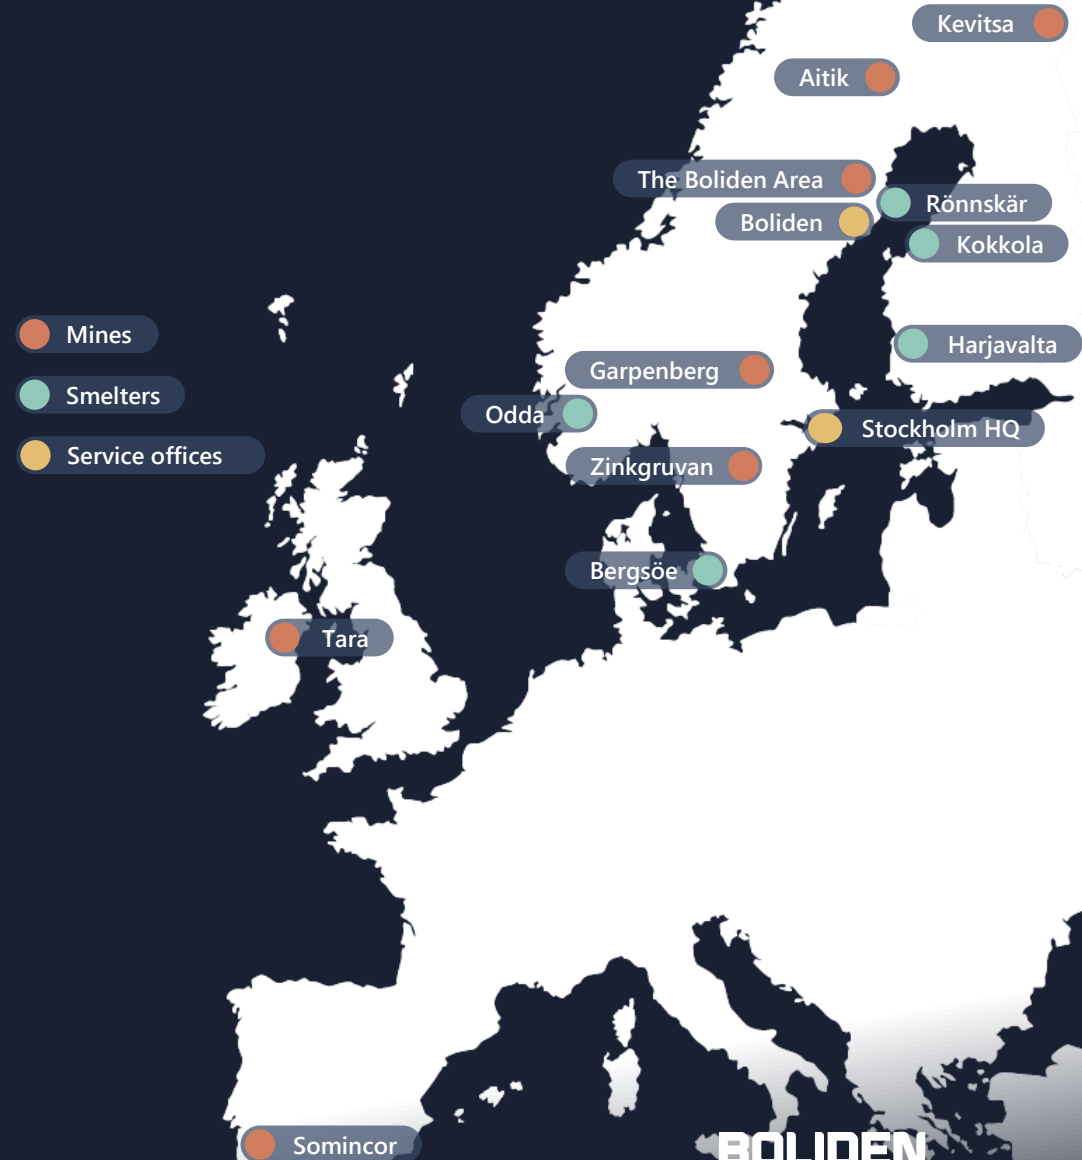 Kevitsa
Aitik
The Boliden Area
Rönnskär
Boliden
Kokkola
Mines
Harjavalta
Garpenberg
Smelters
Odda
Stockholm HQ
Service offices
Zinkgruvan
Bergsöe
Tara
Somincor
BOLIDEN